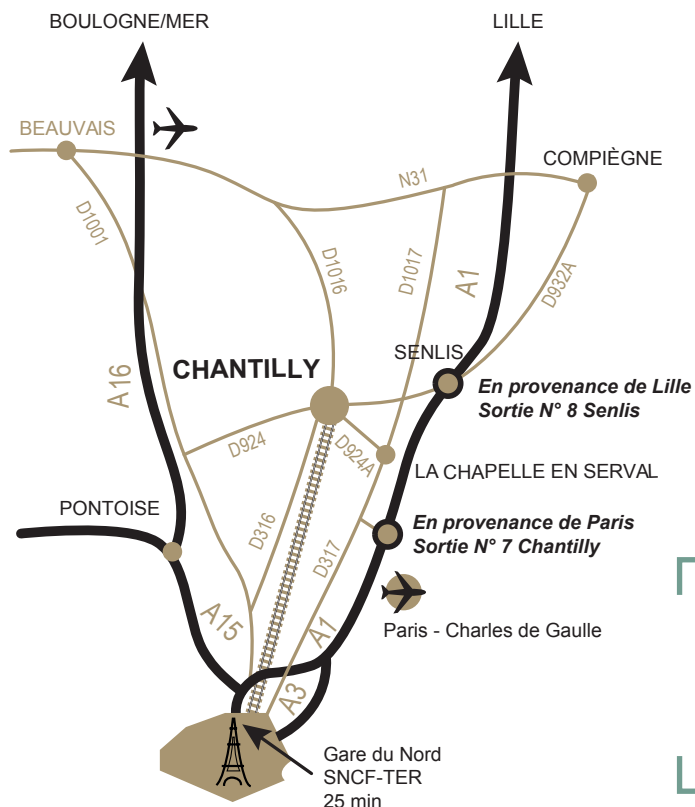 BOULOGNE/MER
LILLE
BEAUVAIS
COMPIÈGNE
N31
D1001
D1016
D1017
A1
D932A
SENLIS
CHANTILLY
A16
En provenance de Lille
Sortie N° 8 Senlis
D924
D924A
LA CHAPELLE EN SERVAL
PONTOISE
D316
D317
En provenance de Paris
Sortie N° 7 Chantilly
A15
A1
Paris - Charles de Gaulle
A3
Gare du Nord
SNCF-TER
25 min